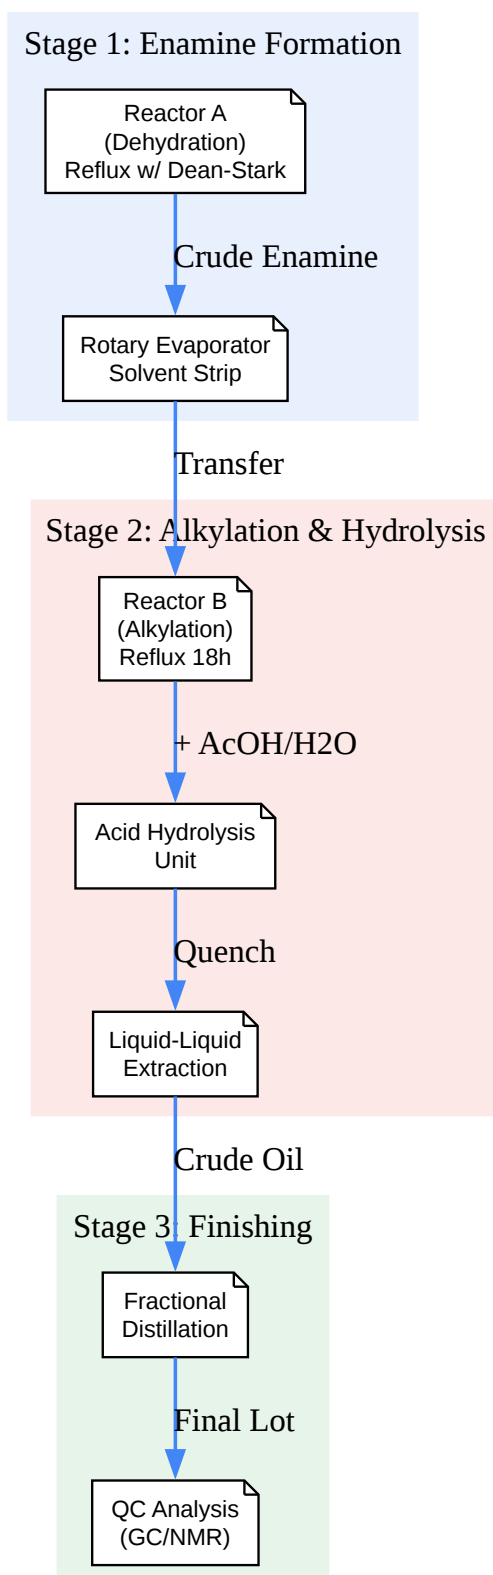 Stage 1: Enamine Formation
Reactor A
(Dehydration)
Reflux w/ Dean-Stark
Crude Enamine
Rotary Evaporator
Solvent Strip
Transfer
Stage 2: Alkylation & Hydrolysis
Reactor B
(Alkylation)
Reflux 18h
+ AcOH/H2O
Acid Hydrolysis
Unit
Quench
Liquid-Liquid
Extraction
Crude Oil
Stage 3: Finishing
Fractional
Distillation
Final Lot
QC Analysis
(GC/NMR)